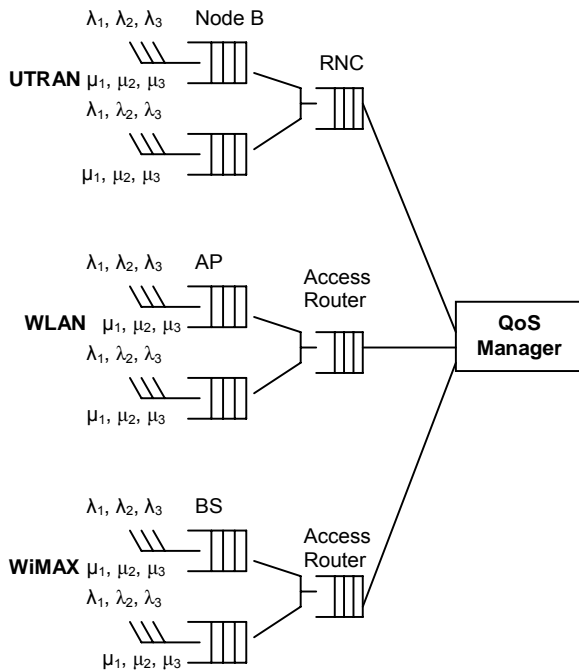 λ₁, λ₂, λ₃
Node B
RNC
UTRAN
μ₁, μ₂, μ₃
λ₁, λ₂, λ₃
μ₁, μ₂, μ₃
λ₁, λ₂, λ₃
AP
Access
Router
WLAN
μ₁, μ₂, μ₃
λ₁, λ₂, λ₃
μ₁, μ₂, μ₃
QoS
Manager
λ₁, λ₂, λ₃
BS
Access
Router
WiMAX
μ₁, μ₂, μ₃
λ₁, λ₂, λ₃
μ₁, μ₂, μ₃